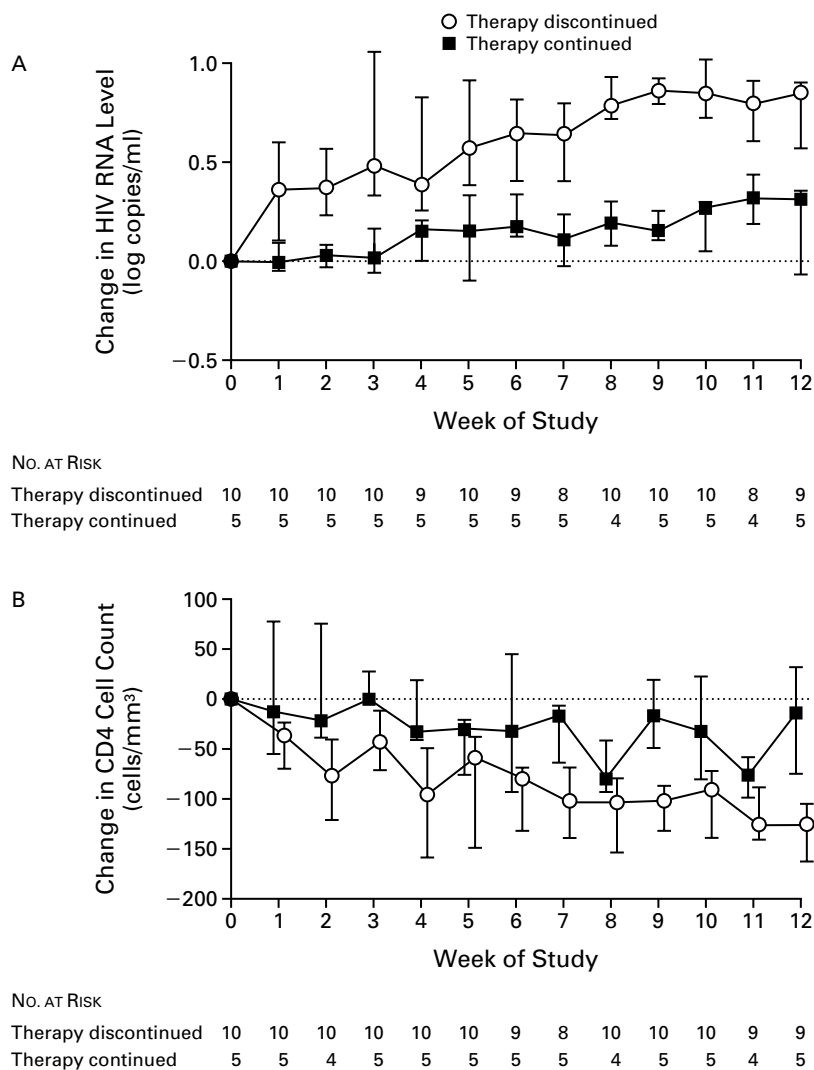 Therapy discontinued
Therapy continued
A
Change in HIV RNA Level
(log copies/ml)
1.0
0.5
0.0
−0.5
0 1 2 3 4 5 6 7 8 9 10 11 12
Week of Study
NO. AT RISK
Therapy discontinued 10 10 10 10 9 10 9 8 10 10 10 8 9
Therapy continued 5 5 5 5 5 5 5 5 4 5 5 4 5
B
Change in CD4 Cell Count
(cells/mm³)
100
50
0
−50
−100
−150
−200
0 1 2 3 4 5 6 7 8 9 10 11 12
Week of Study
NO. AT RISK
Therapy discontinued 10 10 10 10 10 10 9 8 10 10 10 9 9
Therapy continued 5 5 4 5 5 5 5 5 4 5 5 4 5